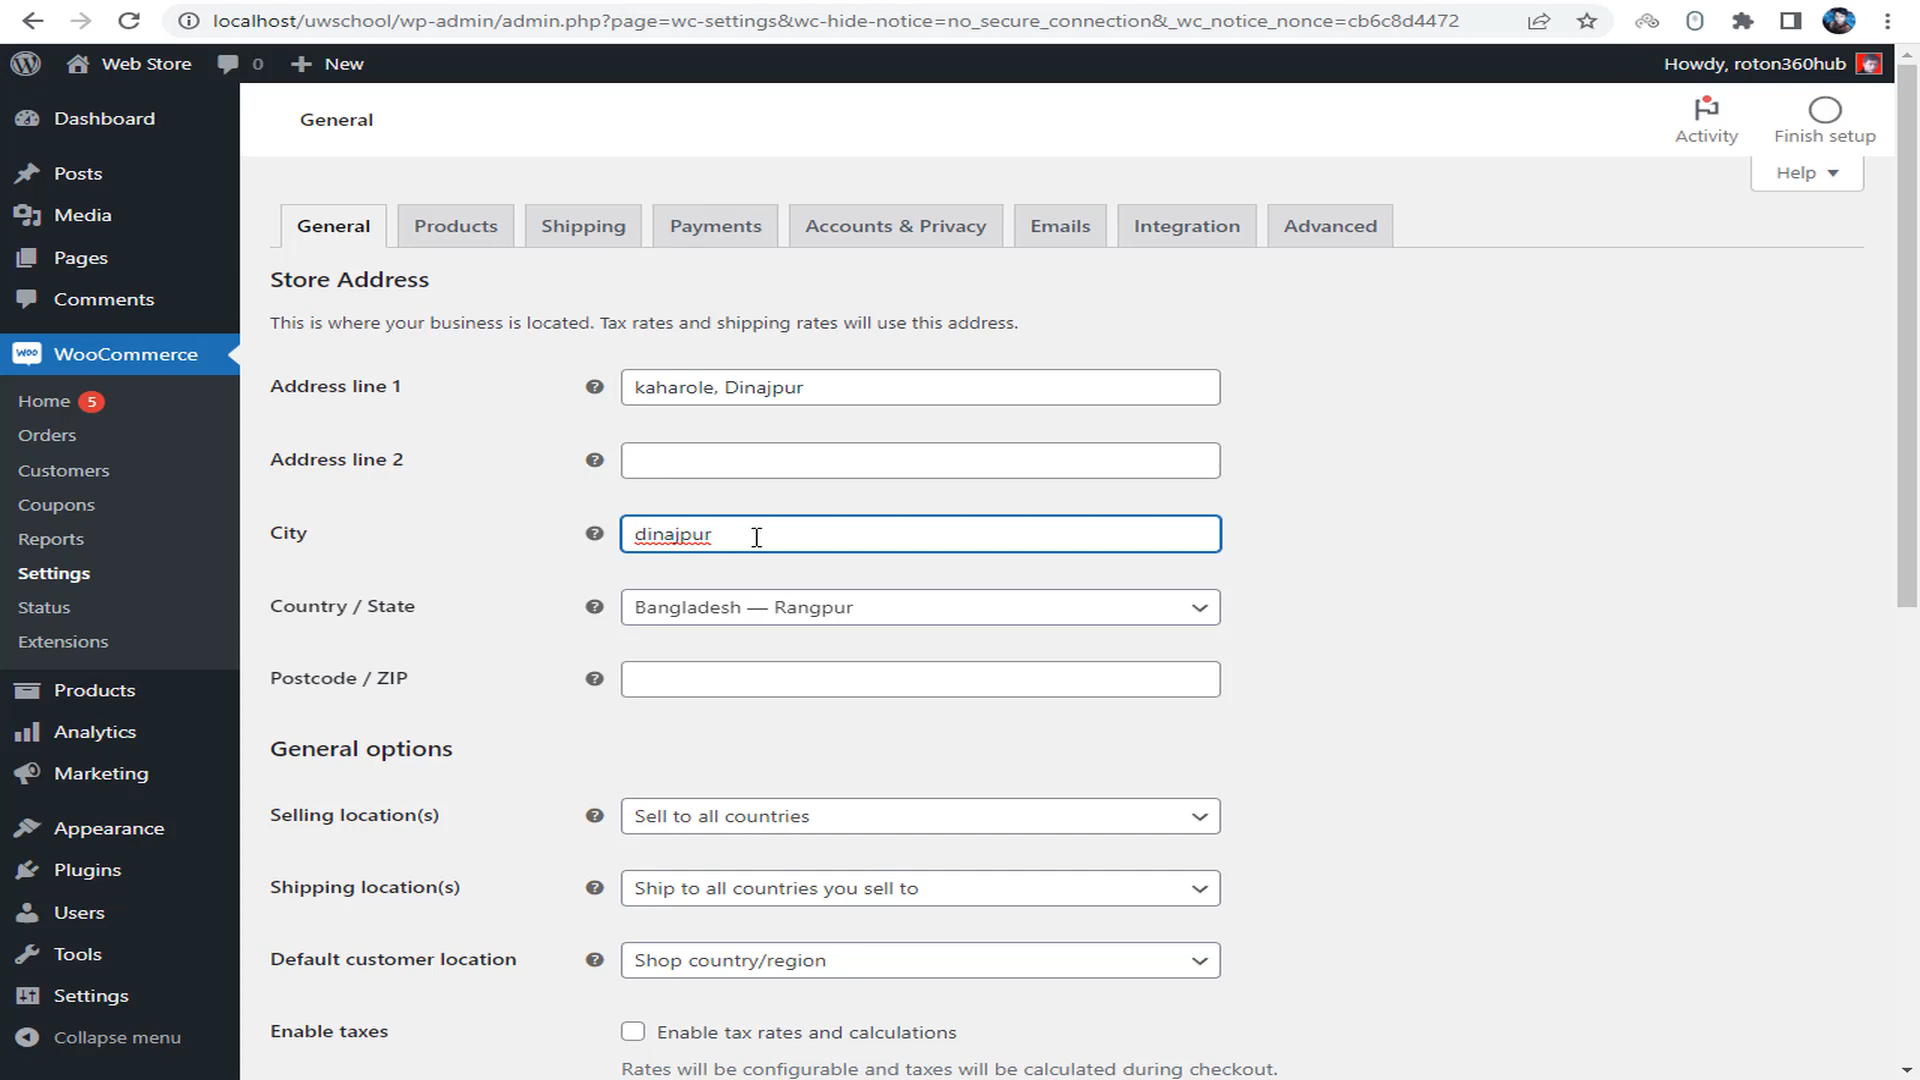 localhost/uwschool/wp-admin/admin.php?page=wc-settings&wc-hide-notice=no_secure_connection&_wc_notice_nonce=cb6c8d4472
Web Store 0 New Howdy, roton360hub
Dashboard
Posts
Media
Pages
Comments
Woo WooCommerce
Home 5
Orders
Customers
Coupons
Reports
Settings
Status
Extensions
Products
Analytics
Marketing
Appearance
Plugins
Users
Tools
Settings
Collapse menu
General
Activity
Finish setup
Help
General Products Shipping Payments Accounts & Privacy Emails Integration Advanced
Store Address
This is where your business is located. Tax rates and shipping rates will use this address.
Address line 1 kaharole, Dinajpur
Address line 2
City dinajpur
Country / State Bangladesh — Rangpur
Postcode / ZIP
General options
Selling location(s) Sell to all countries
Shipping location(s) Ship to all countries you sell to
Default customer location Shop country/region
Enable taxes Enable tax rates and calculations
Rates will be configurable and taxes will be calculated during checkout.